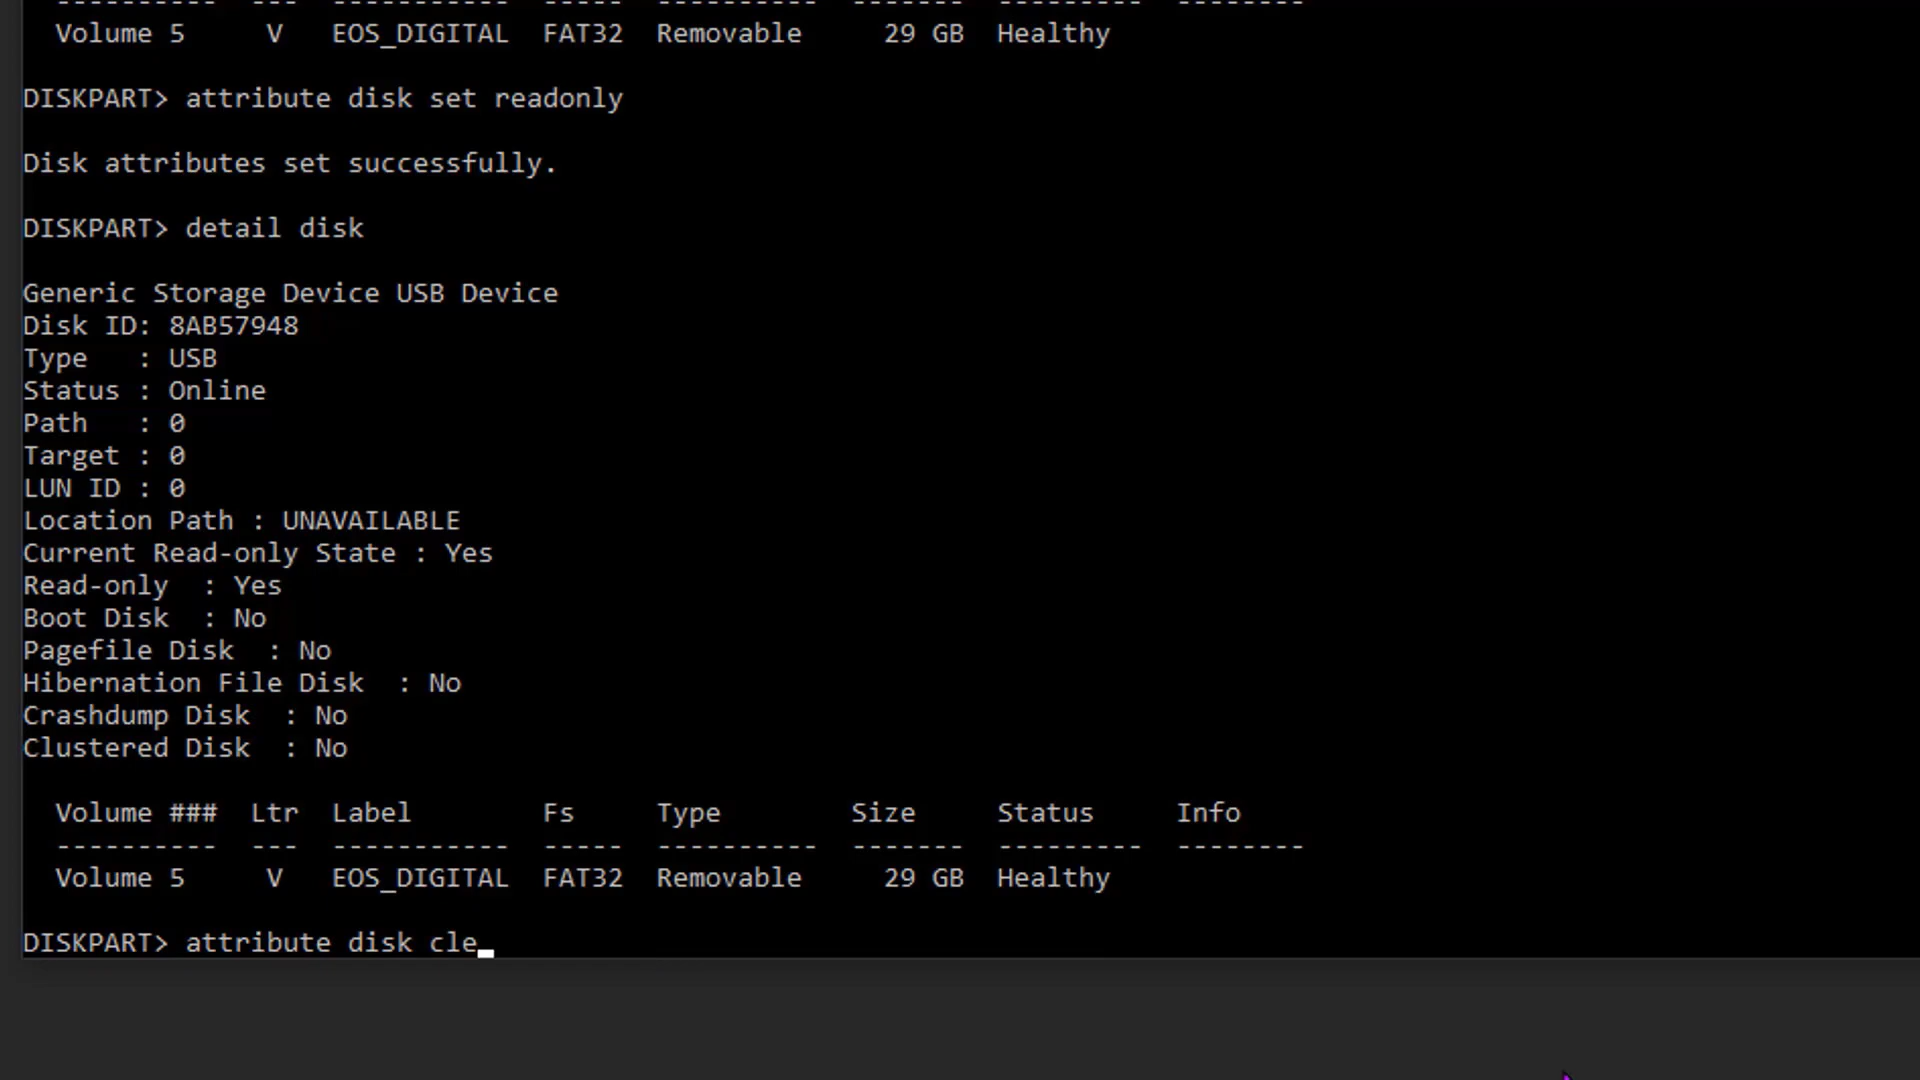 ---------- --- ----------- ----- ---------- ------- --------- --------
Volume 5 V EOS_DIGITAL FAT32 Removable 29 GB Healthy
DISKPART> attribute disk set readonly
Disk attributes set successfully.
DISKPART> detail disk
Generic Storage Device USB Device
Disk ID: 8AB57948
Type : USB
Status : Online
Path : 0
Target : 0
LUN ID : 0
Location Path : UNAVAILABLE
Current Read-only State : Yes
Read-only : Yes
Boot Disk : No
Pagefile Disk : No
Hibernation File Disk : No
Crashdump Disk : No
Clustered Disk : No
Volume ### Ltr Label Fs Type Size Status Info
---------- --- ----------- ----- ---------- ------- --------- --------
Volume 5 V EOS_DIGITAL FAT32 Removable 29 GB Healthy
DISKPART> attribute disk cle